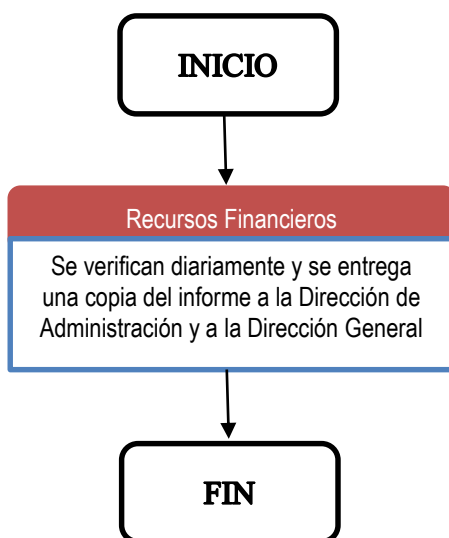 INICIO
Recursos Financieros
Se verifican diariamente y se entrega
una copia del informe a la Dirección de
Administración y a la Dirección General
FIN